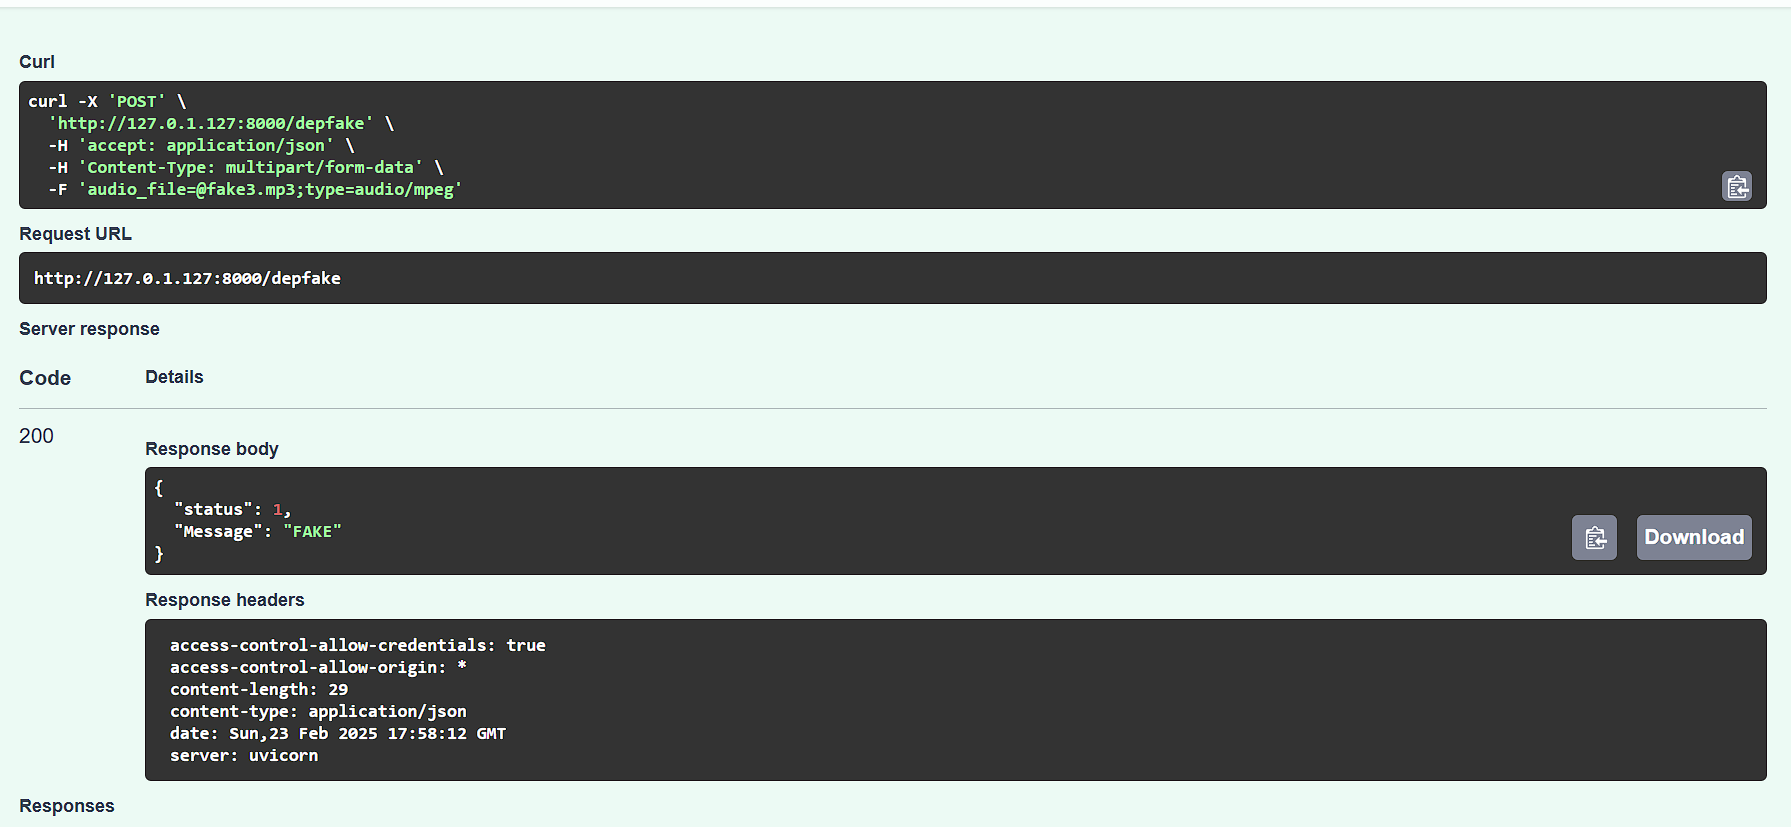 Curl
curl -X 'POST' \
'http://127.0.1.127:8000/depfake' \
-H 'accept: application/json' \
-H 'Content-Type: multipart/form-data' \
-F 'audio_file=@fake3.mp3;type=audio/mpeg'
Request URL
http://127.0.1.127:8000/depfake
Server response
Code Details
200
Response body
{
"status": 1,
"Message": "FAKE"
}
Download
Response headers
access-control-allow-credentials: true
access-control-allow-origin: *
content-length: 29
content-type: application/json
date: Sun,23 Feb 2025 17:58:12 GMT
server: uvicorn
Responses